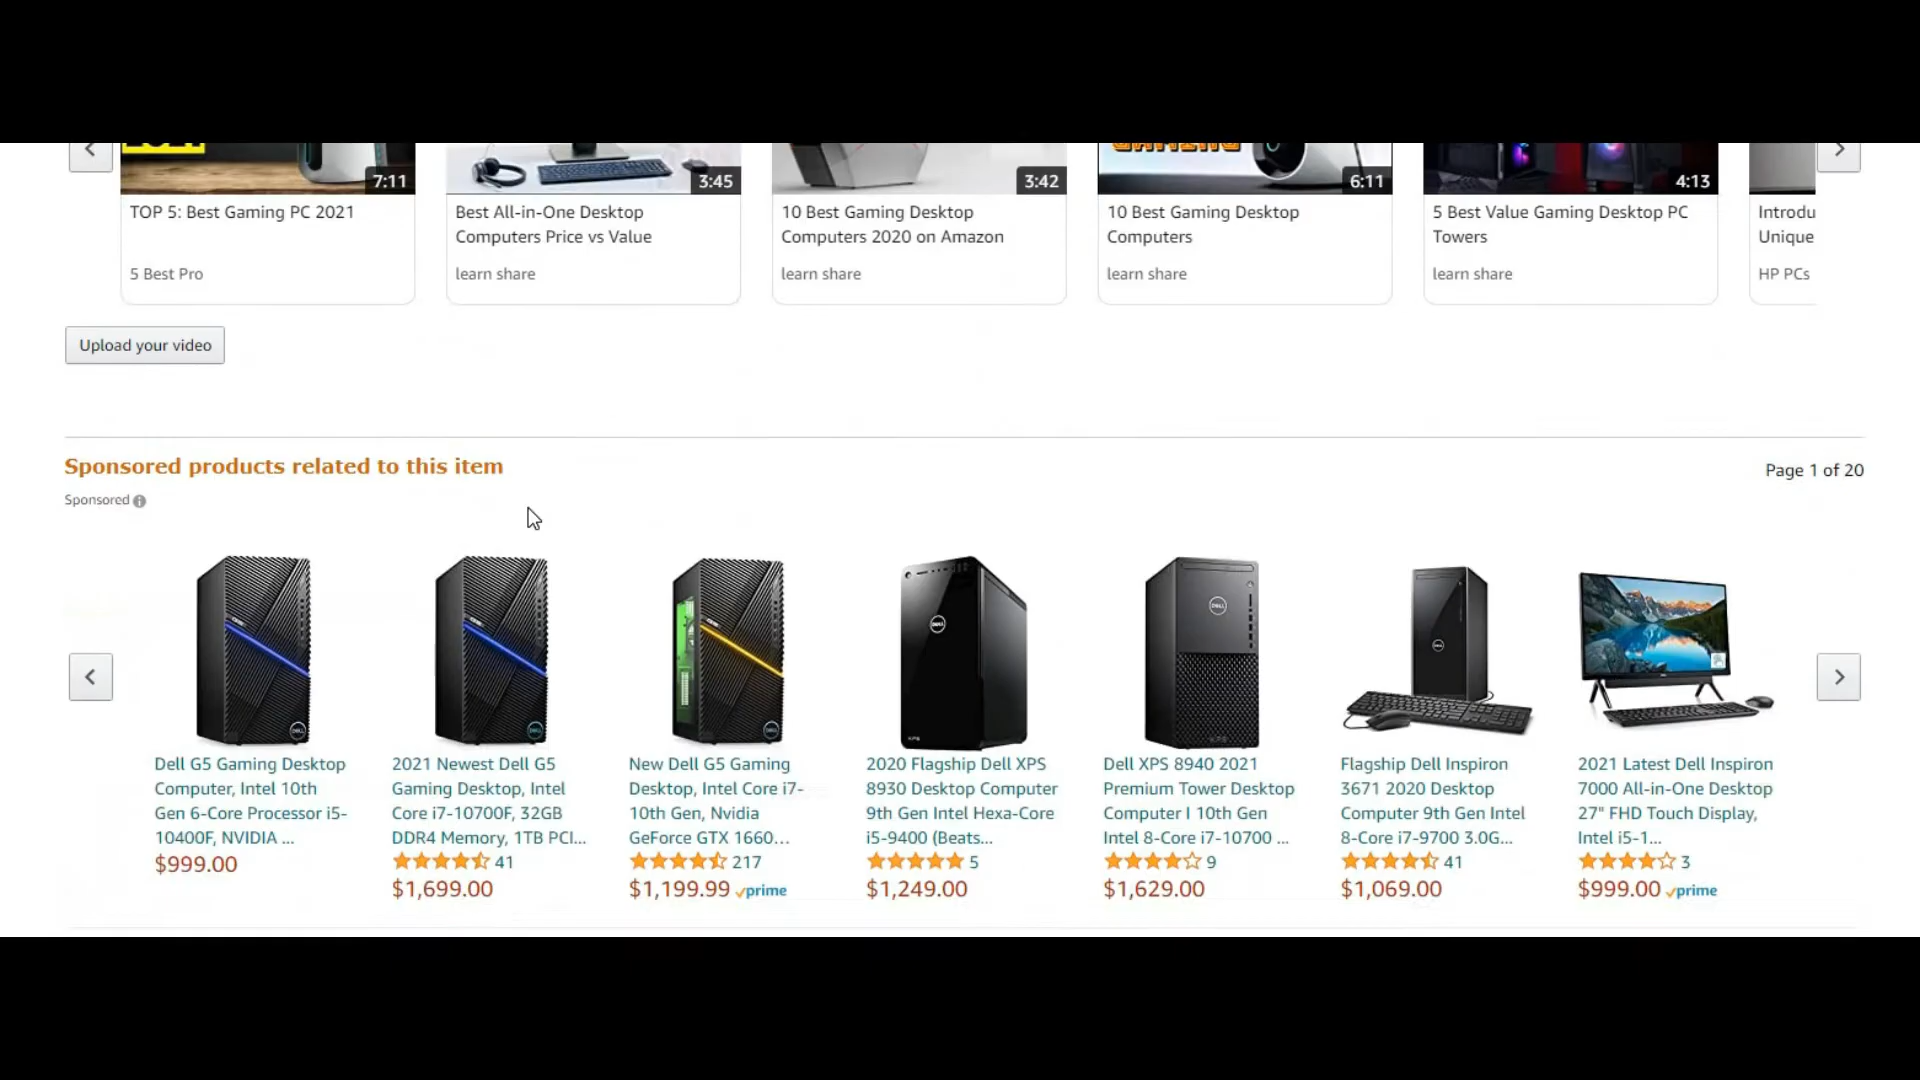 7:11
3:45
3:42
6:11
4:13
TOP 5: Best Gaming PC 2021
5 Best Pro
Best All-in-One Desktop
Computers Price vs Value
learn share
10 Best Gaming Desktop
Computers 2020 on Amazon
learn share
10 Best Gaming Desktop
Computers
learn share
5 Best Value Gaming Desktop PC
Towers
learn share
Introdu
Unique
HP PCs
Upload your video
Sponsored products related to this item
Page 1 of 20
Sponsored
Dell G5 Gaming Desktop
Computer, Intel 10th
Gen 6-Core Processor i5-
10400F, NVIDIA ...
$999.00
2021 Newest Dell G5
Gaming Desktop, Intel
Core i7-10700F, 32GB
DDR4 Memory, 1TB PCI...
41
$1,699.00
New Dell G5 Gaming
Desktop, Intel Core i7-
10th Gen, Nvidia
GeForce GTX 1660...
217
$1,199.99 prime
DELL
XPS
2020 Flagship Dell XPS
8930 Desktop Computer
9th Gen Intel Hexa-Core
i5-9400 (Beats...
5
$1,249.00
DELL
XPS
Dell XPS 8940 2021
Premium Tower Desktop
Computer I 10th Gen
Intel 8-Core i7-10700 ...
9
$1,629.00
Flagship Dell Inspiron
3671 2020 Desktop
Computer 9th Gen Intel
8-Core i7-9700 3.0G...
41
$1,069.00
2021 Latest Dell Inspiron
7000 All-in-One Desktop
27" FHD Touch Display,
Intel i5-1...
3
$999.00 prime